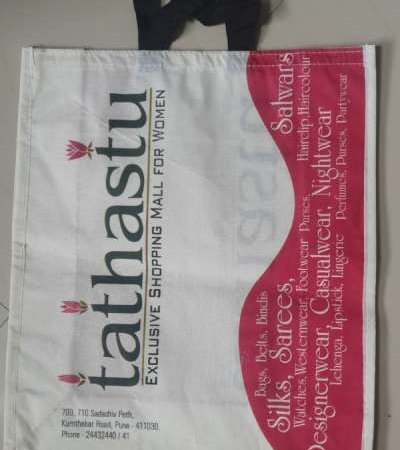 tathastu
EXCLUSIVE SHOPPING MALL FOR WOMEN
709, 710 Sadashiv Peth,
Kumthekar Road, Pune - 411030.
Phone - 24432440 / 41
Bags, Belts, Bindis
Silks, Sarees, Salwars
Watches, Westernwear, Footwear Purses, Hairclip, Haircolour
Designerwear, Casualwear, Nightwear
Lehenga, Lipstick, Lingerie Perfumes, Purses, Partywear